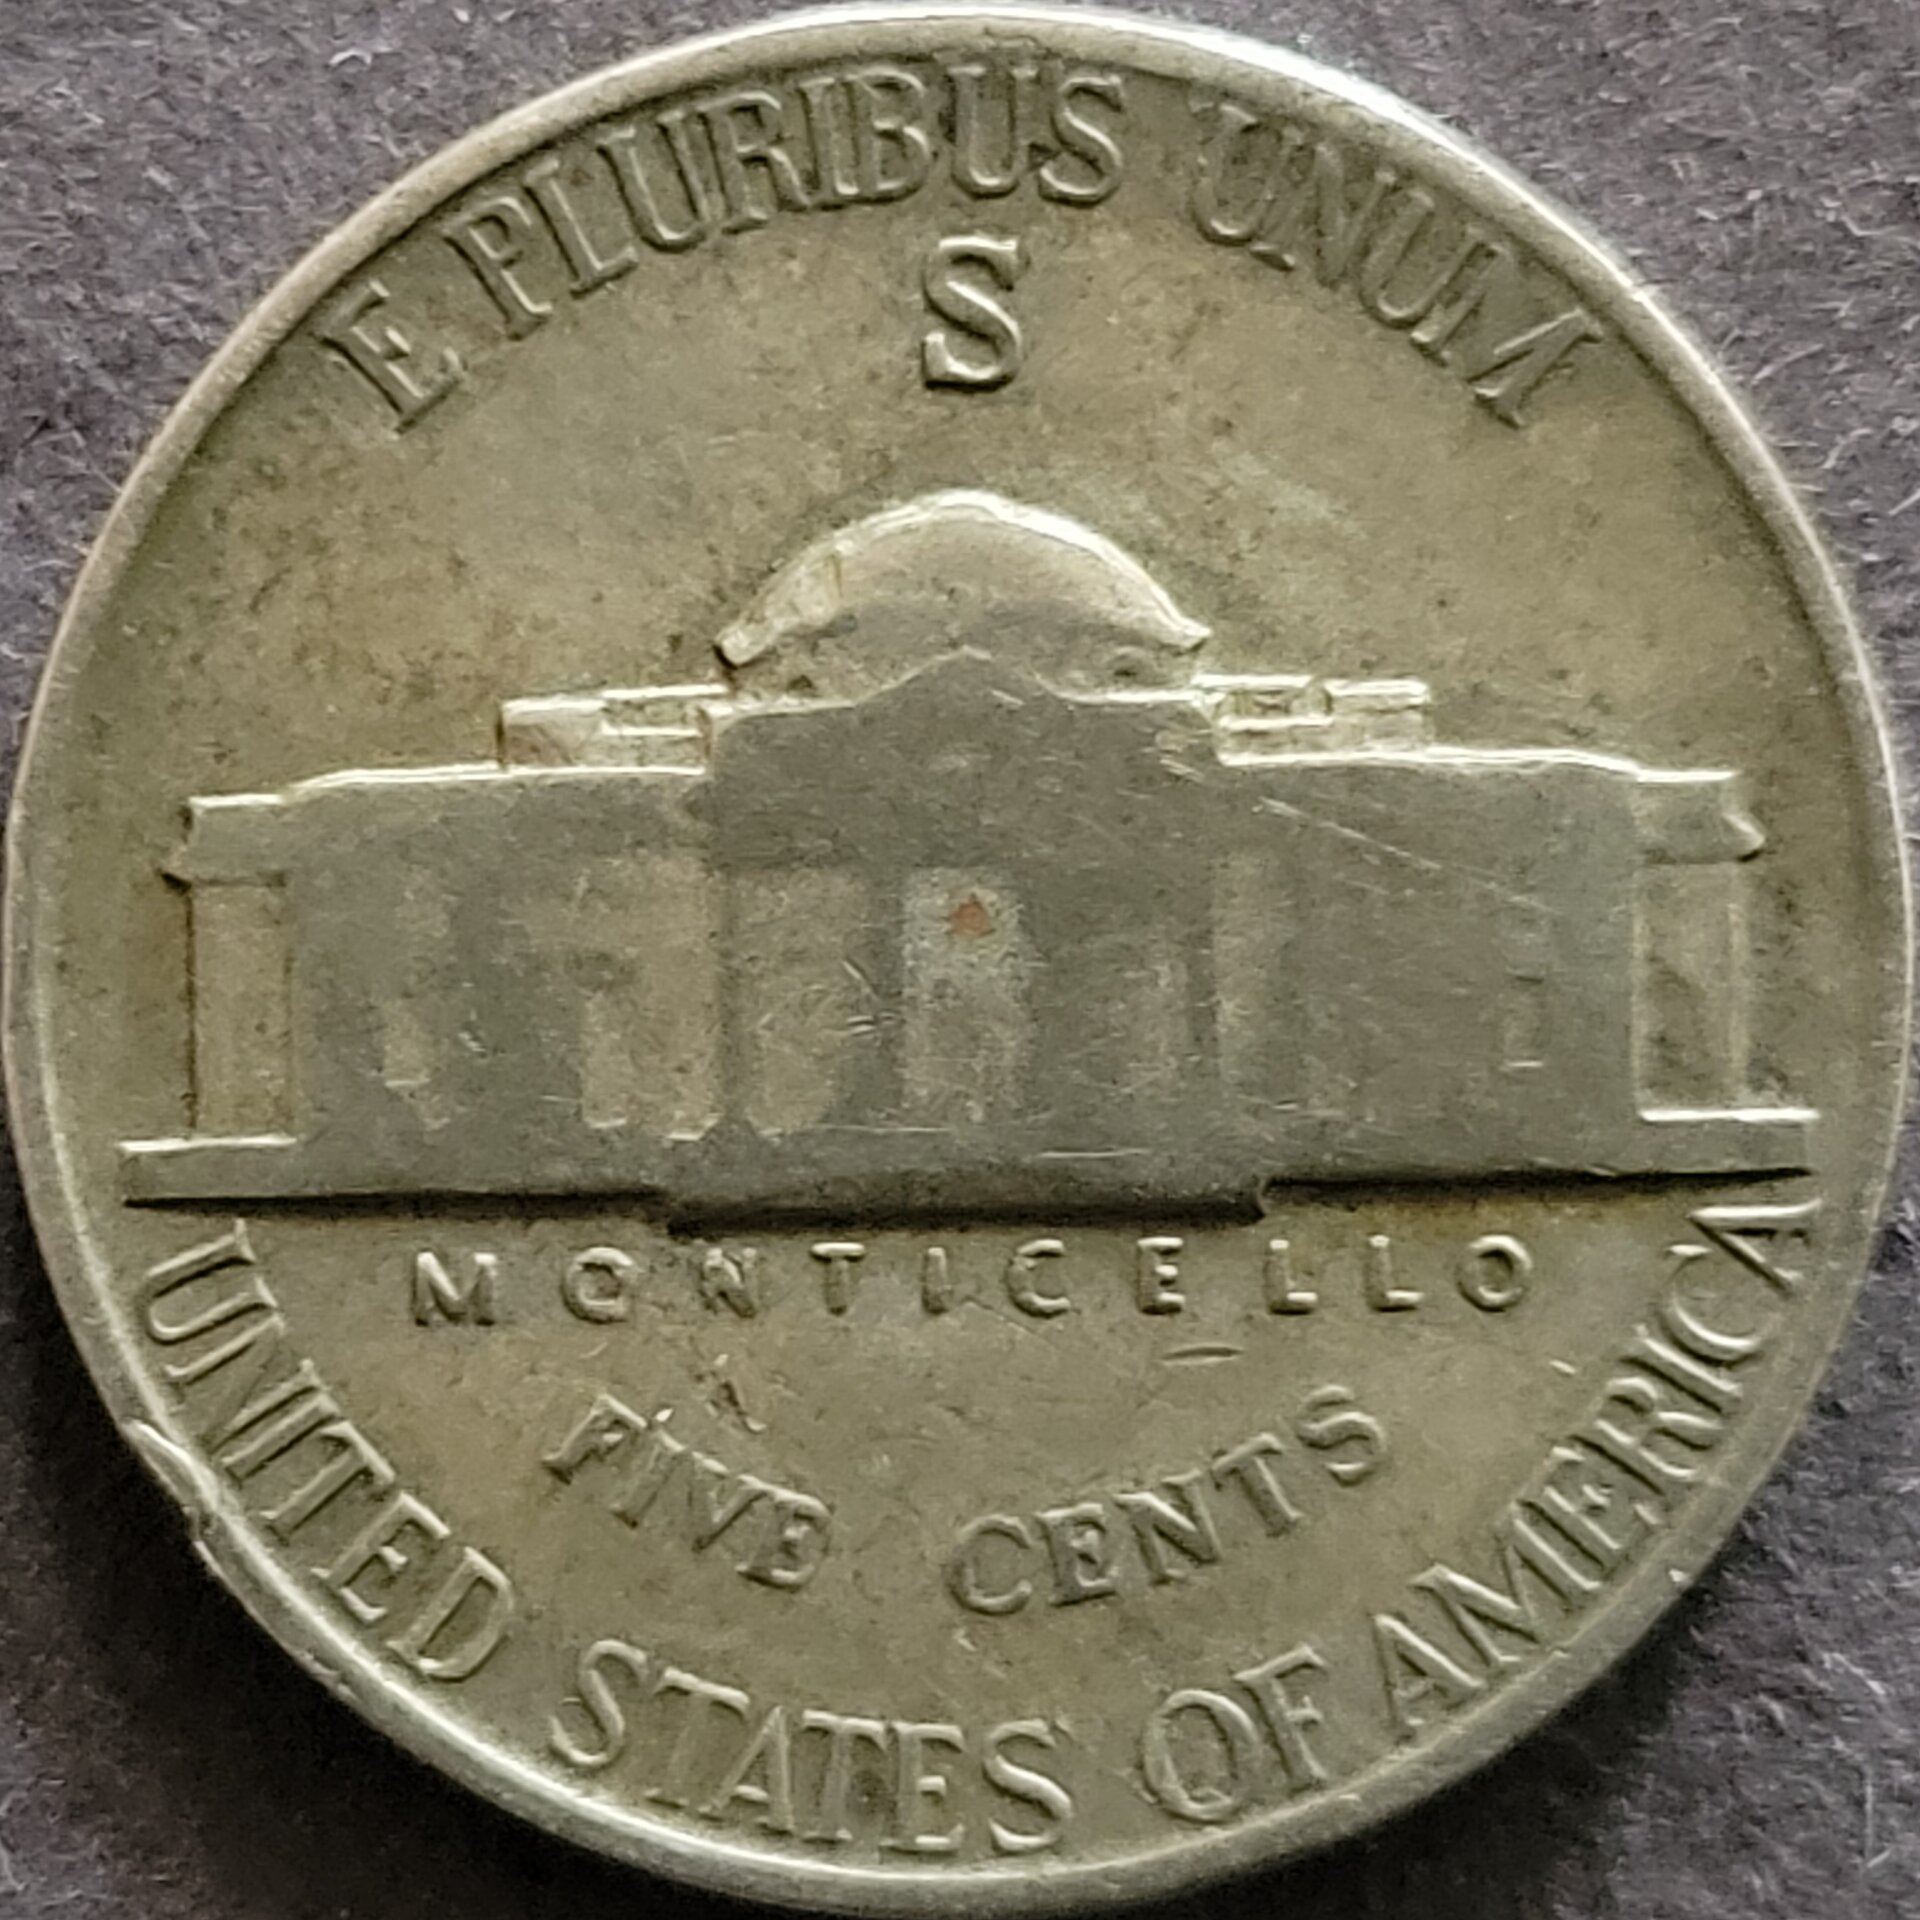 E PLURIBUS UNUM
S
MONTICELLO
FIVE CENTS
UNITED STATES OF AMERICA